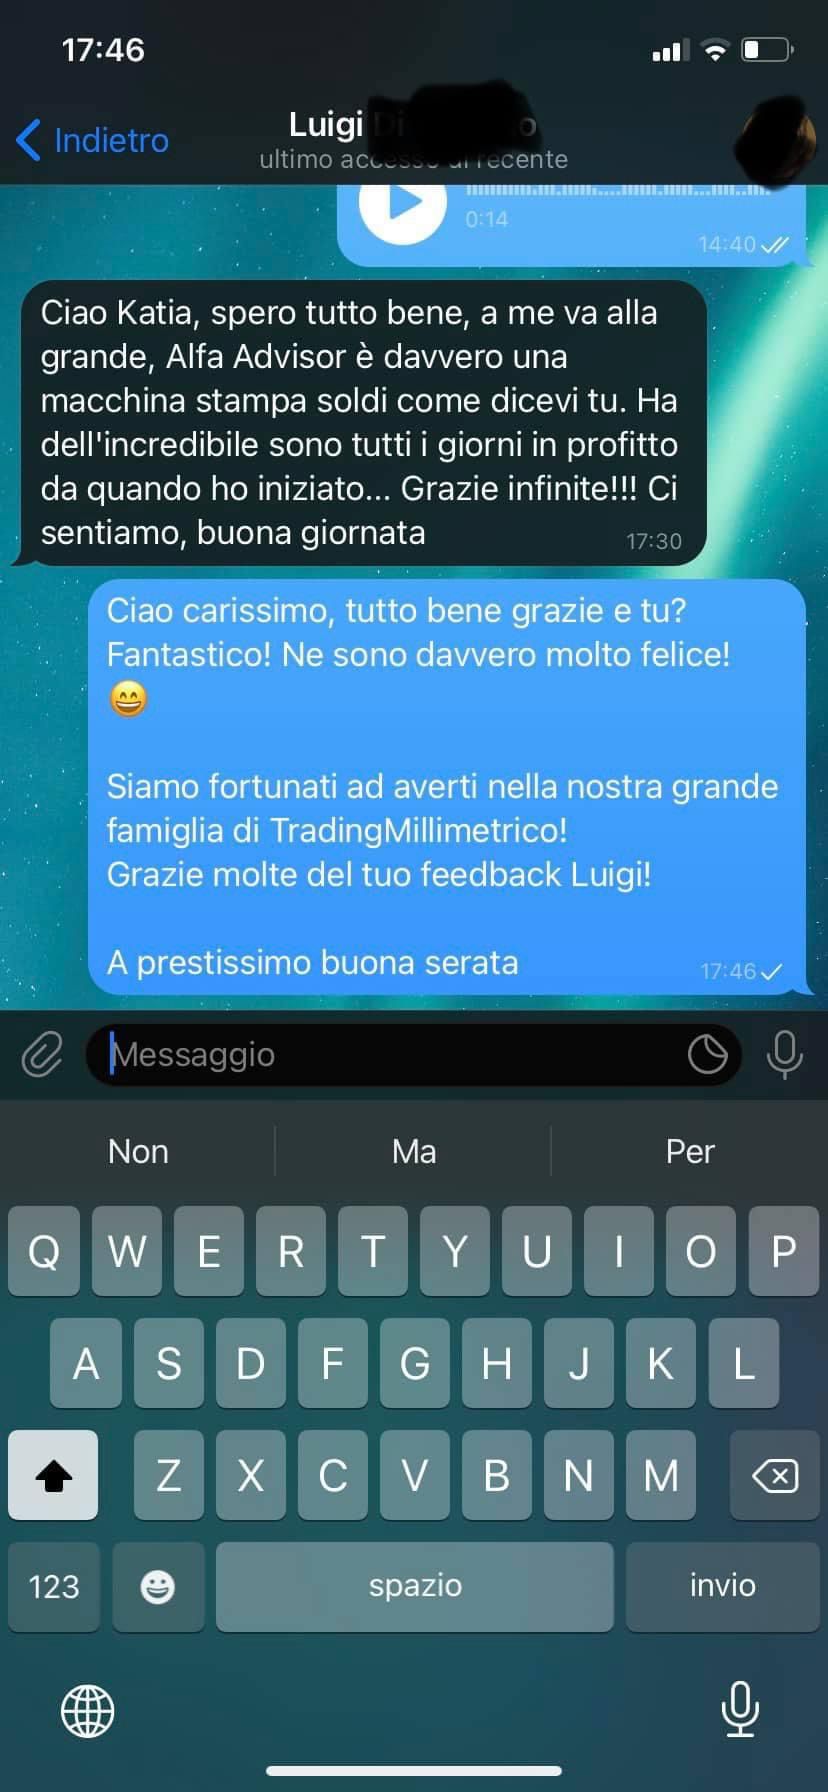 17:46
Indietro
Luigi Di
ultimo accesso di recente
0:14
14:40
Ciao Katia, spero tutto bene, a me va alla
grande, Alfa Advisor è davvero una
macchina stampa soldi come dicevi tu. Ha
dell'incredibile sono tutti i giorni in profitto
da quando ho iniziato... Grazie infinite!!! Ci
sentiamo, buona giornata
17:30
Ciao carissimo, tutto bene grazie e tu?
Fantastico! Ne sono davvero molto felice!
😄
Siamo fortunati ad averti nella nostra grande
famiglia di TradingMillimetrico!
Grazie molte del tuo feedback Luigi!
A prestissimo buona serata
17:46
Messaggio
Non Ma Per
Q W E R T Y U I O P
A S D F G H J K L
Z X C V B N M
123 spazio invio